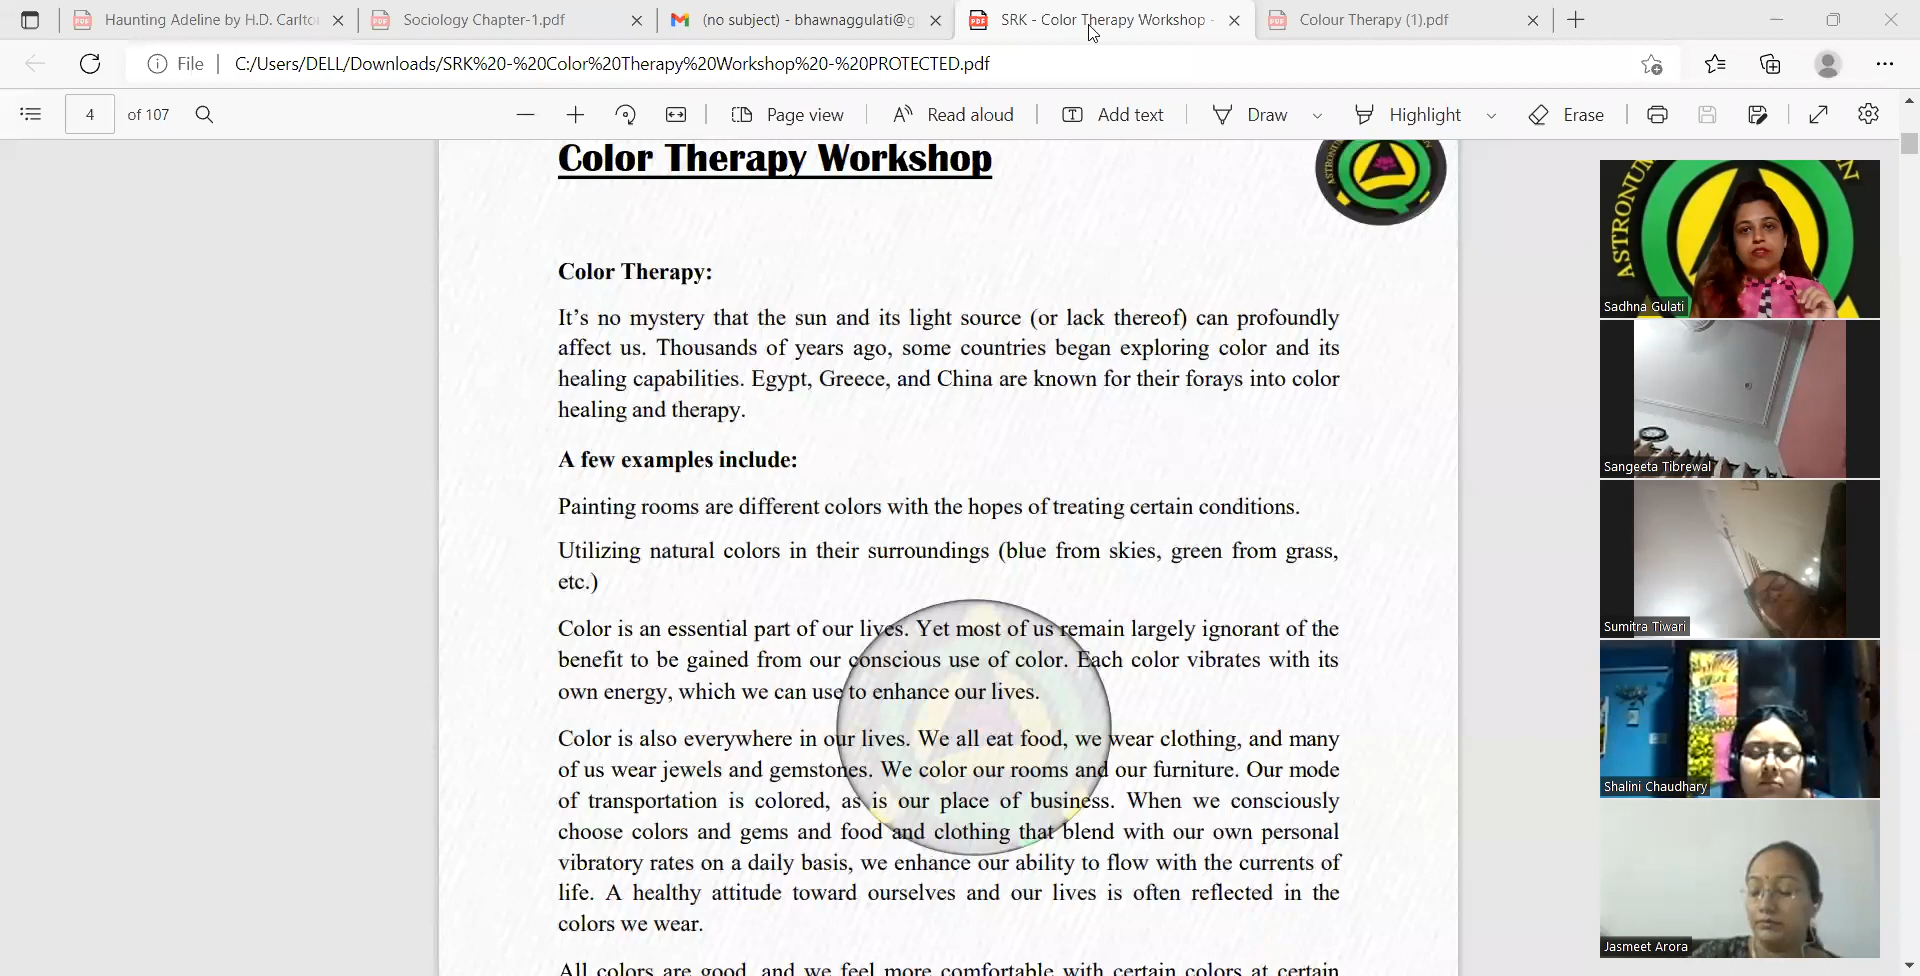 Haunting Adeline by H.D. Carlto
Sociology Chapter-1.pdf
(no subject) - bhawnaggulati@g
SRK - Color Therapy Workshop -
Colour Therapy (1).pdf
File
C:/Users/DELL/Downloads/SRK%20-%20Color%20Therapy%20Workshop%20-%20PROTECTED.pdf
4 of 107
Page view
Read aloud
Add text
Draw
Highlight
Erase
Color Therapy Workshop
Color Therapy:
It's no mystery that the sun and its light source (or lack thereof) can profoundly
affect us. Thousands of years ago, some countries began exploring color and its
healing capabilities. Egypt, Greece, and China are known for their forays into color
healing and therapy.
A few examples include:
Painting rooms are different colors with the hopes of treating certain conditions.
Utilizing natural colors in their surroundings (blue from skies, green from grass,
etc.)
Color is an essential part of our lives. Yet most of us remain largely ignorant of the
benefit to be gained from our conscious use of color. Each color vibrates with its
own energy, which we can use to enhance our lives.
Color is also everywhere in our lives. We all eat food, we wear clothing, and many
of us wear jewels and gemstones. We color our rooms and our furniture. Our mode
of transportation is colored, as is our place of business. When we consciously
choose colors and gems and food and clothing that blend with our own personal
vibratory rates on a daily basis, we enhance our ability to flow with the currents of
life. A healthy attitude toward ourselves and our lives is often reflected in the
colors we wear.
All colors are good, and we feel more comfortable with certain colors at certain
ASTRONUM
Sadhna Gulati
Sangeeta Tibrewal
Sumitra Tiwari
Shalini Chaudhary
Jasmeet Arora